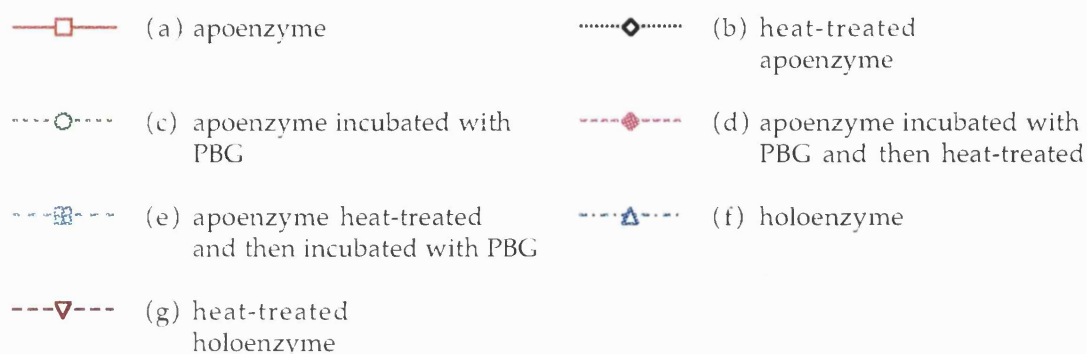 (a) apoenzyme
(b) heat-treated
apoenzyme
(c) apoenzyme incubated with
PBG
(d) apoenzyme incubated with
PBG and then heat-treated
(e) apoenzyme heat-treated
and then incubated with PBG
(f) holoenzyme
(g) heat-treated
holoenzyme